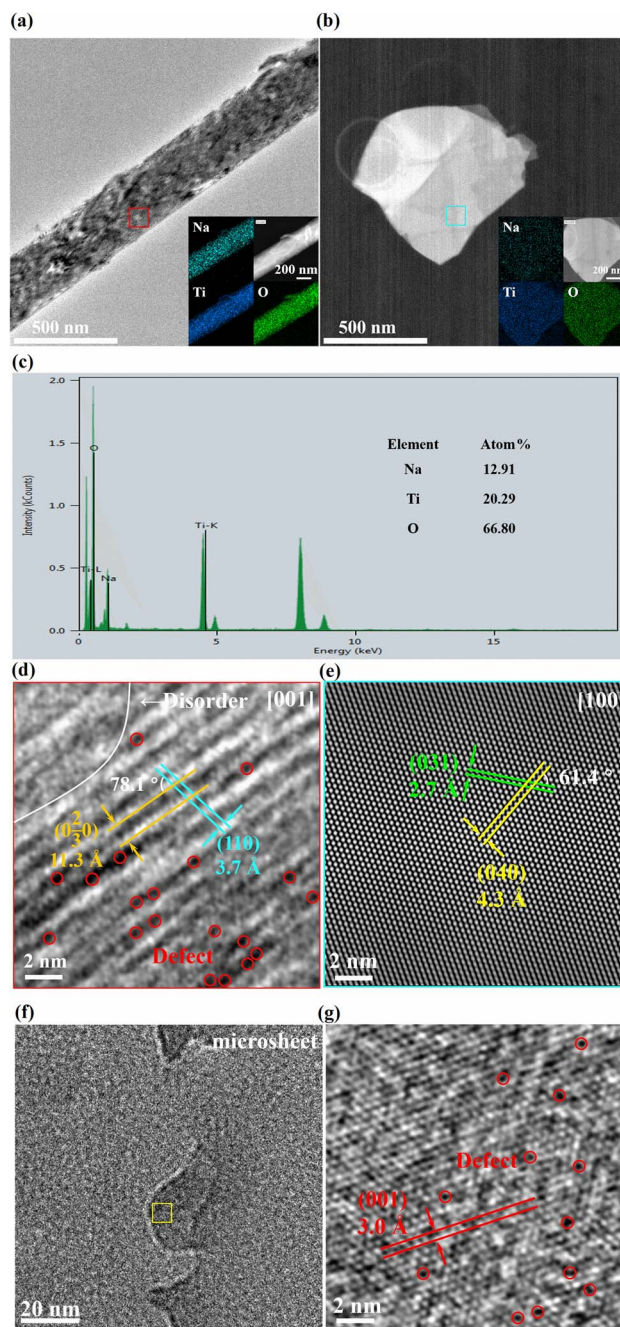 (a)
Na
200 nm
Ti
O
500 nm
(b)
Na
200 nm
Ti
O
500 nm
(c)
2.0
1.5
1.0
0.5
0.0
Intensity (kCounts)
O
Ti-L
Na
Ti-K
0
5
10
15
Energy (keV)
Element Atom%
Na 12.91
Ti 20.29
O 66.80
(d)
←Disorder
[001]
78.1 °
(0 2/3 0)
11.3 Å
(110)
3.7 Å
Defect
2 nm
(e)
[100]
(031)
2.7 Å
61.4 °
(040)
4.3 Å
2 nm
(f)
microsheet
20 nm
(g)
Defect
(001)
3.0 Å
2 nm